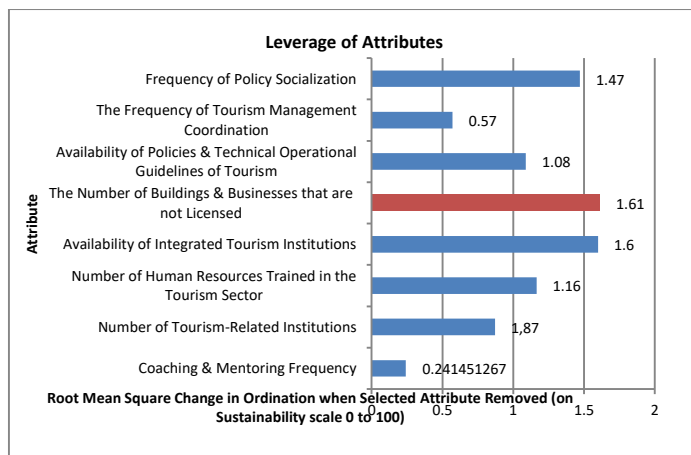 Leverage of Attributes
Attribute
Frequency of Policy Socialization
1.47
The Frequency of Tourism Management
Coordination
0.57
Availability of Policies & Technical Operational
Guidelines of Tourism
1.08
The Number of Buildings & Businesses that are
not Licensed
1.61
Availability of Integrated Tourism Institutions
1.6
Number of Human Resources Trained in the
Tourism Sector
1.16
Number of Tourism-Related Institutions
1,87
Coaching & Mentoring Frequency
0.241451267
0 0.5 1 1.5 2
Root Mean Square Change in Ordination when Selected Attribute Removed (on
Sustainability scale 0 to 100)